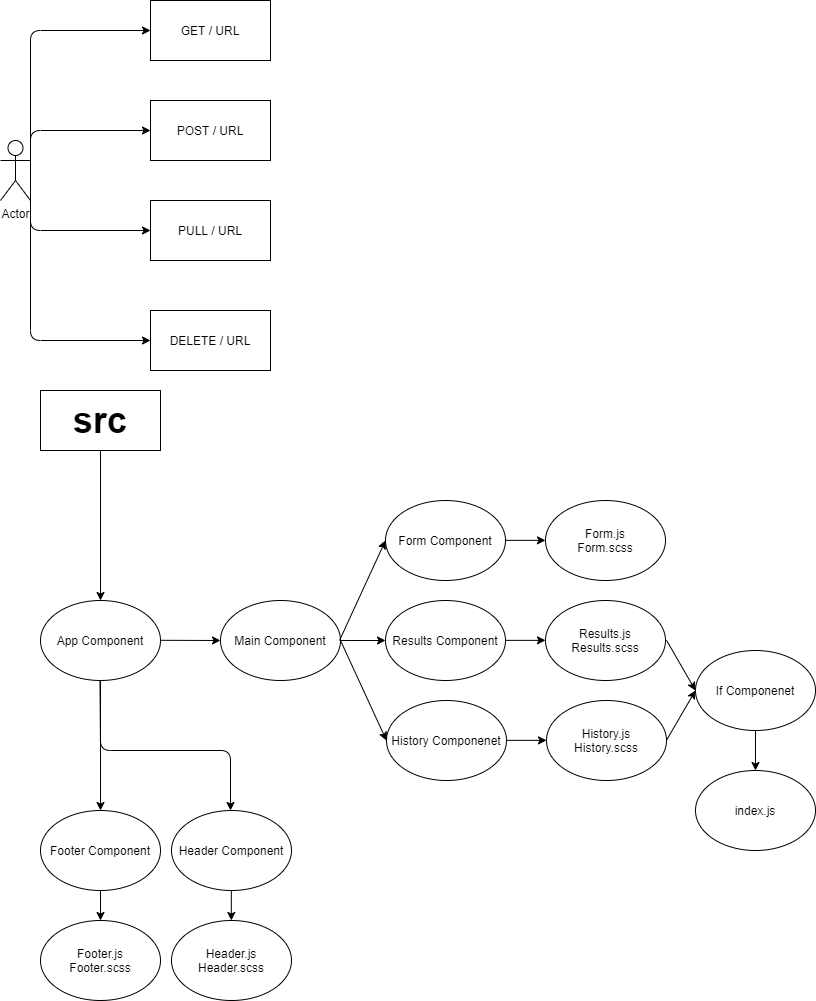 GET / URL
POST / URL
PULL / URL
Actor
DELETE / URL
src
Form Component
Form.js
Form.scss
App Component
Main Component
Results Component
Results.js
Results.scss
If Componenet
History Componenet
History.js
History.scss
index.js
Footer Component
Header Component
Footer.js
Footer.scss
Header.js
Header.scss